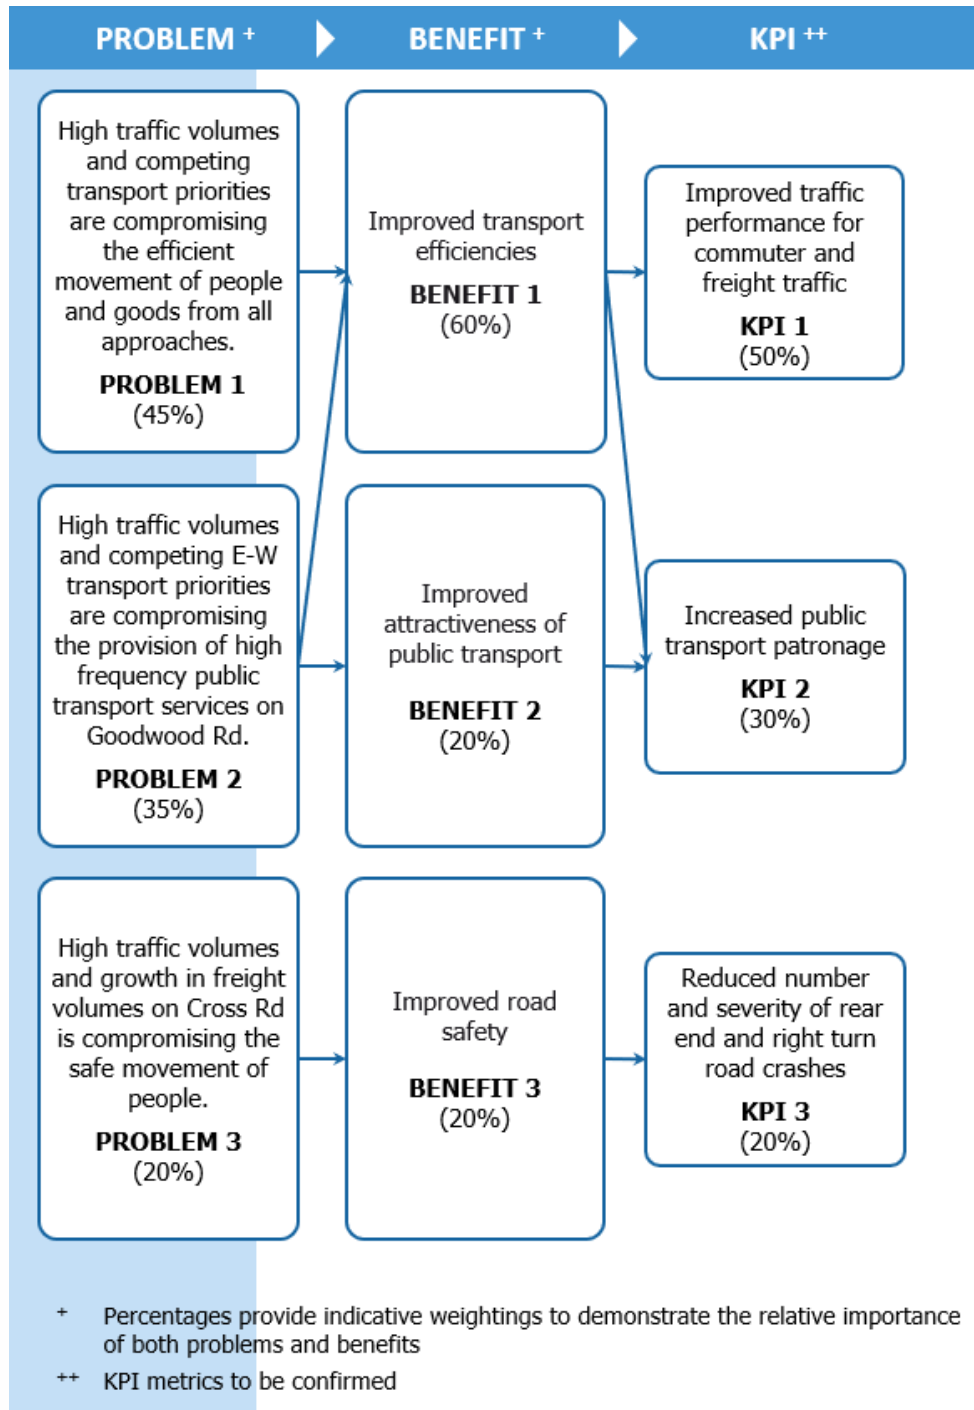 PROBLEM +
BENEFIT +
KPI ++
High traffic volumes
and competing
transport priorities
are compromising
the efficient
movement of people
and goods from all
approaches.
PROBLEM 1
(45%)
Improved transport
efficiencies
BENEFIT 1
(60%)
Improved traffic
performance for
commuter and
freight traffic
KPI 1
(50%)
High traffic volumes
and competing E-W
transport priorities
are compromising
the provision of high
frequency public
transport services on
Goodwood Rd.
PROBLEM 2
(35%)
Improved
attractiveness of
public transport
BENEFIT 2
(20%)
Increased public
transport patronage
KPI 2
(30%)
High traffic volumes
and growth in freight
volumes on Cross Rd
is compromising the
safe movement of
people.
PROBLEM 3
(20%)
Improved road
safety
BENEFIT 3
(20%)
Reduced number
and severity of rear
end and right turn
road crashes
KPI 3
(20%)
+ Percentages provide indicative weightings to demonstrate the relative importance
of both problems and benefits
++ KPI metrics to be confirmed